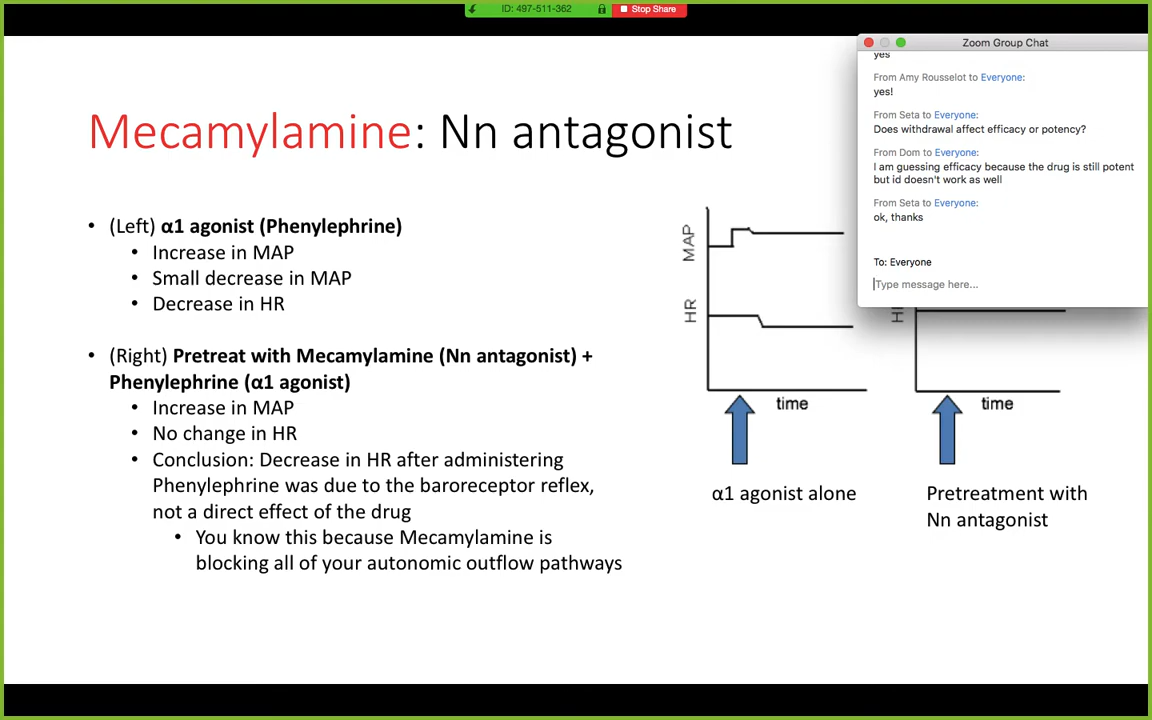 ID: 497-511-362
Stop Share
Zoom Group Chat
yes
From Amy Rousselot to Everyone:
yes!
From Seta to Everyone:
Does withdrawal affect efficacy or potency?
From Dom to Everyone:
I am guessing efficacy because the drug is still potent
but id doesn't work as well
From Seta to Everyone:
ok, thanks
To: Everyone
Type message here...
Mecamylamine: Nn antagonist
• (Left) α1 agonist (Phenylephrine)
• Increase in MAP
• Small decrease in MAP
• Decrease in HR
• (Right) Pretreat with Mecamylamine (Nn antagonist) +
Phenylephrine (α1 agonist)
• Increase in MAP
• No change in HR
• Conclusion: Decrease in HR after administering
Phenylephrine was due to the baroreceptor reflex,
not a direct effect of the drug
• You know this because Mecamylamine is
blocking all of your autonomic outflow pathways
MAP
HR
time
α1 agonist alone
time
Pretreatment with
Nn antagonist